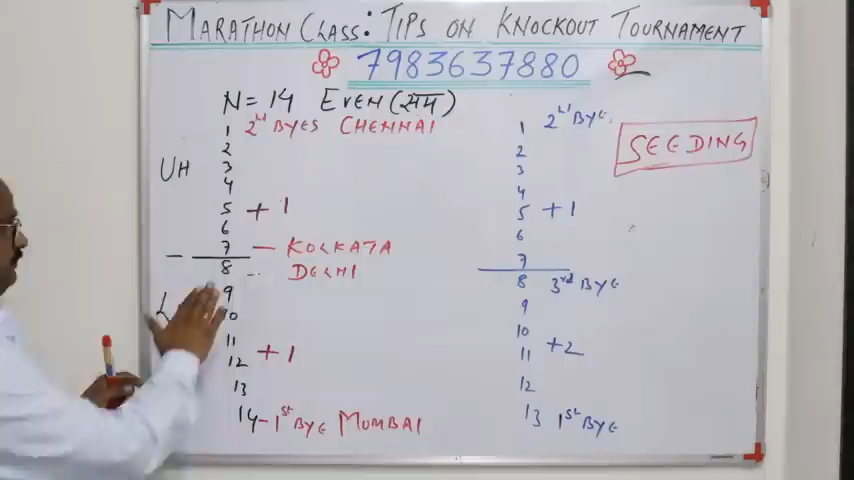 MARATHON CLASS: TIPS ON KNOCKOUT TOURNAMENT
7983637880
N = 14 EVEN (सम)
1 2nd BYES CHENNAI
2
UH 3
4
5 + 1
6
7 — KOLKATA
8 DELHI
L 9
10
11
12 + 1
13
14 - 1st BYE MUMBAI
1 2nd BYE
2
3
4
5 + 1
6
7
8 3rd BYE
9
10
11 + 2
12
13 1st BYE
SEEDING